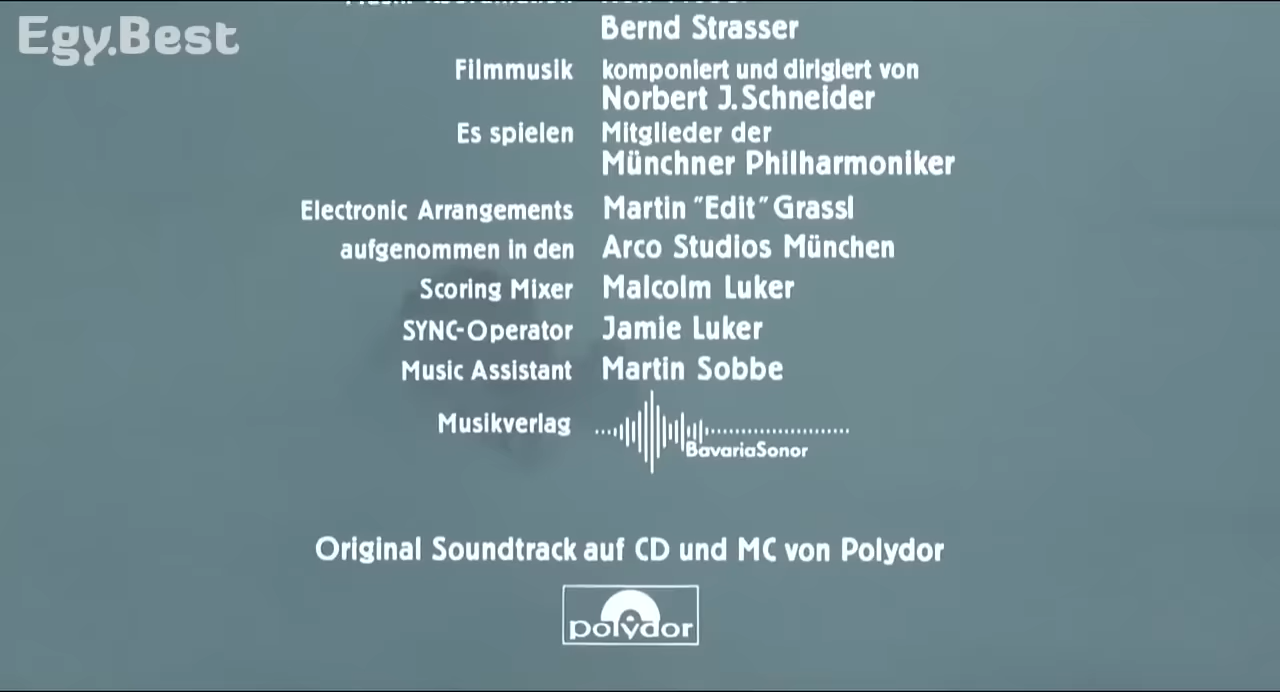 Egy.Best
Bernd Strasser
Filmmusik komponiert und dirigiert von
Norbert J.Schneider
Es spielen Mitglieder der
Münchner Philharmoniker
Electronic Arrangements Martin "Edit" Grassl
aufgenommen in den Arco Studios München
Scoring Mixer Malcolm Luker
SYNC-Operator Jamie Luker
Music Assistant Martin Sobbe
Musikverlag BavariaSonor
Original Soundtrack auf CD und MC von Polydor
polydor